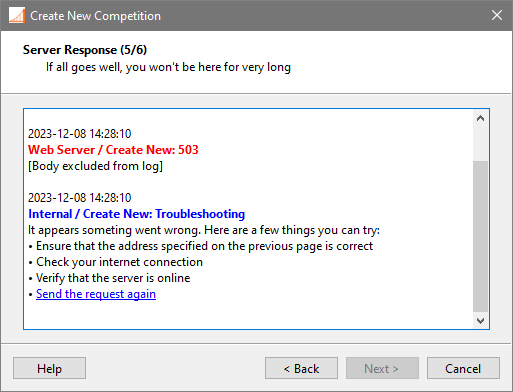 Create New Competition
Server Response (5/6)
If all goes well, you won't be here for very long
2023-12-08 14:28:10
Web Server / Create New: 503
[Body excluded from log]
2023-12-08 14:28:10
Internal / Create New: Troubleshooting
It appears someting went wrong. Here are a few things you can try:
• Ensure that the address specified on the previous page is correct
• Check your internet connection
• Verify that the server is online
• Send the request again
Help
< Back
Next >
Cancel